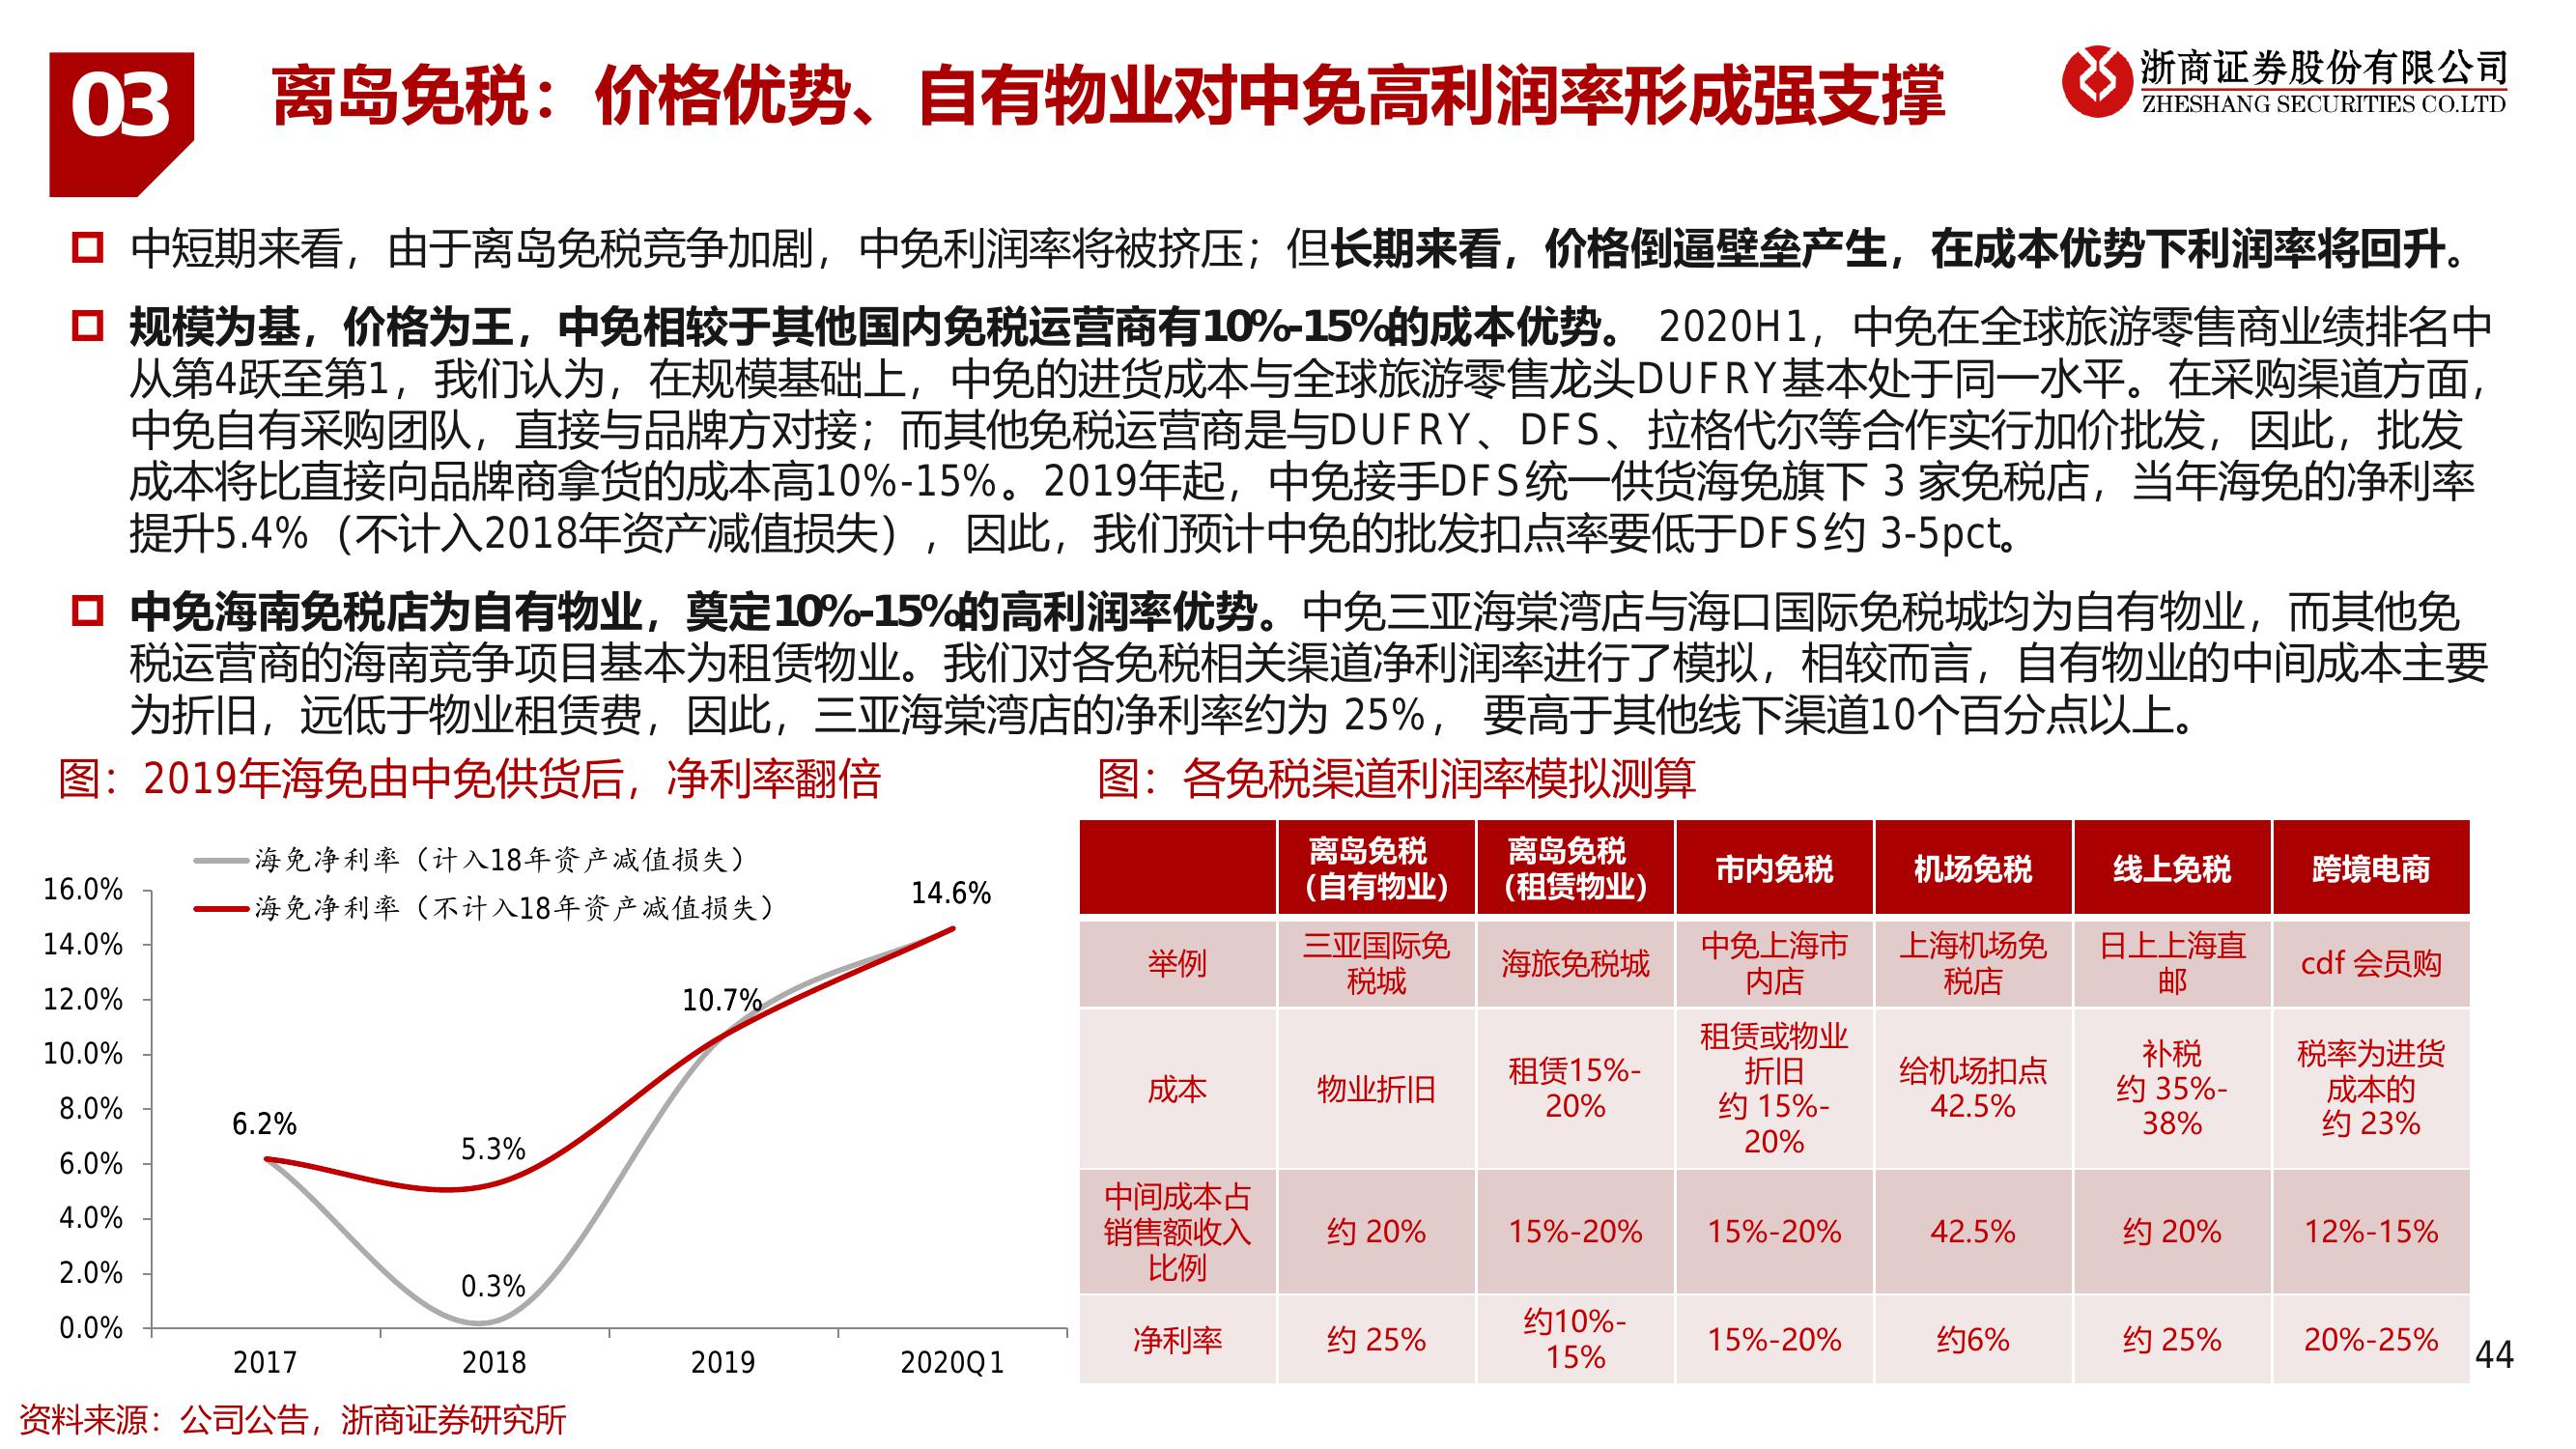 03
离岛免税：价格优势、自有物业对中免高利润率形成强支撑
浙商证券股份有限公司
ZHESHANG SECURITIES CO.LTD
中短期来看，由于离岛免税竞争加剧，中免利润率将被挤压；但长期来看，价格倒逼壁垒产生，在成本优势下利润率将回升。
规模为基，价格为王，中免相较于其他国内免税运营商有10%-15%的成本优势。 2020H1，中免在全球旅游零售商业绩排名中
从第4跃至第1，我们认为，在规模基础上，中免的进货成本与全球旅游零售龙头DUFRY基本处于同一水平。在采购渠道方面，
中免自有采购团队，直接与品牌方对接；而其他免税运营商是与DUFRY、DFS、拉格代尔等合作实行加价批发，因此，批发
成本将比直接向品牌商拿货的成本高10%-15%。2019年起，中免接手DFS统一供货海免旗下 3 家免税店，当年海免的净利率
提升5.4%（不计入2018年资产减值损失），因此，我们预计中免的批发扣点率要低于DFS约 3-5pct。
中免海南免税店为自有物业，奠定10%-15%的高利润率优势。中免三亚海棠湾店与海口国际免税城均为自有物业，而其他免
税运营商的海南竞争项目基本为租赁物业。我们对各免税相关渠道净利润率进行了模拟，相较而言，自有物业的中间成本主要
为折旧，远低于物业租赁费，因此，三亚海棠湾店的净利率约为 25%， 要高于其他线下渠道10个百分点以上。
图：2019年海免由中免供货后，净利率翻倍
海免净利率（计入18年资产减值损失）
海免净利率（不计入18年资产减值损失）
16.0%
14.0%
12.0%
10.0%
8.0%
6.0%
4.0%
2.0%
0.0%
6.2%
5.3%
0.3%
10.7%
14.6%
2017
2018
2019
2020Q1
图：各免税渠道利润率模拟测算
离岛免税
（自有物业）
离岛免税
（租赁物业）
市内免税
机场免税
线上免税
跨境电商
举例
三亚国际免
税城
海旅免税城
中免上海市
内店
上海机场免
税店
日上上海直
邮
cdf 会员购
成本
物业折旧
租赁15%-
20%
租赁或物业
折旧
约 15%-
20%
给机场扣点
42.5%
补税
约 35%-
38%
税率为进货
成本的
约 23%
中间成本占
销售额收入
比例
约 20%
15%-20%
15%-20%
42.5%
约 20%
12%-15%
净利率
约 25%
约10%-
15%
15%-20%
约6%
约 25%
20%-25%
44
资料来源：公司公告，浙商证券研究所